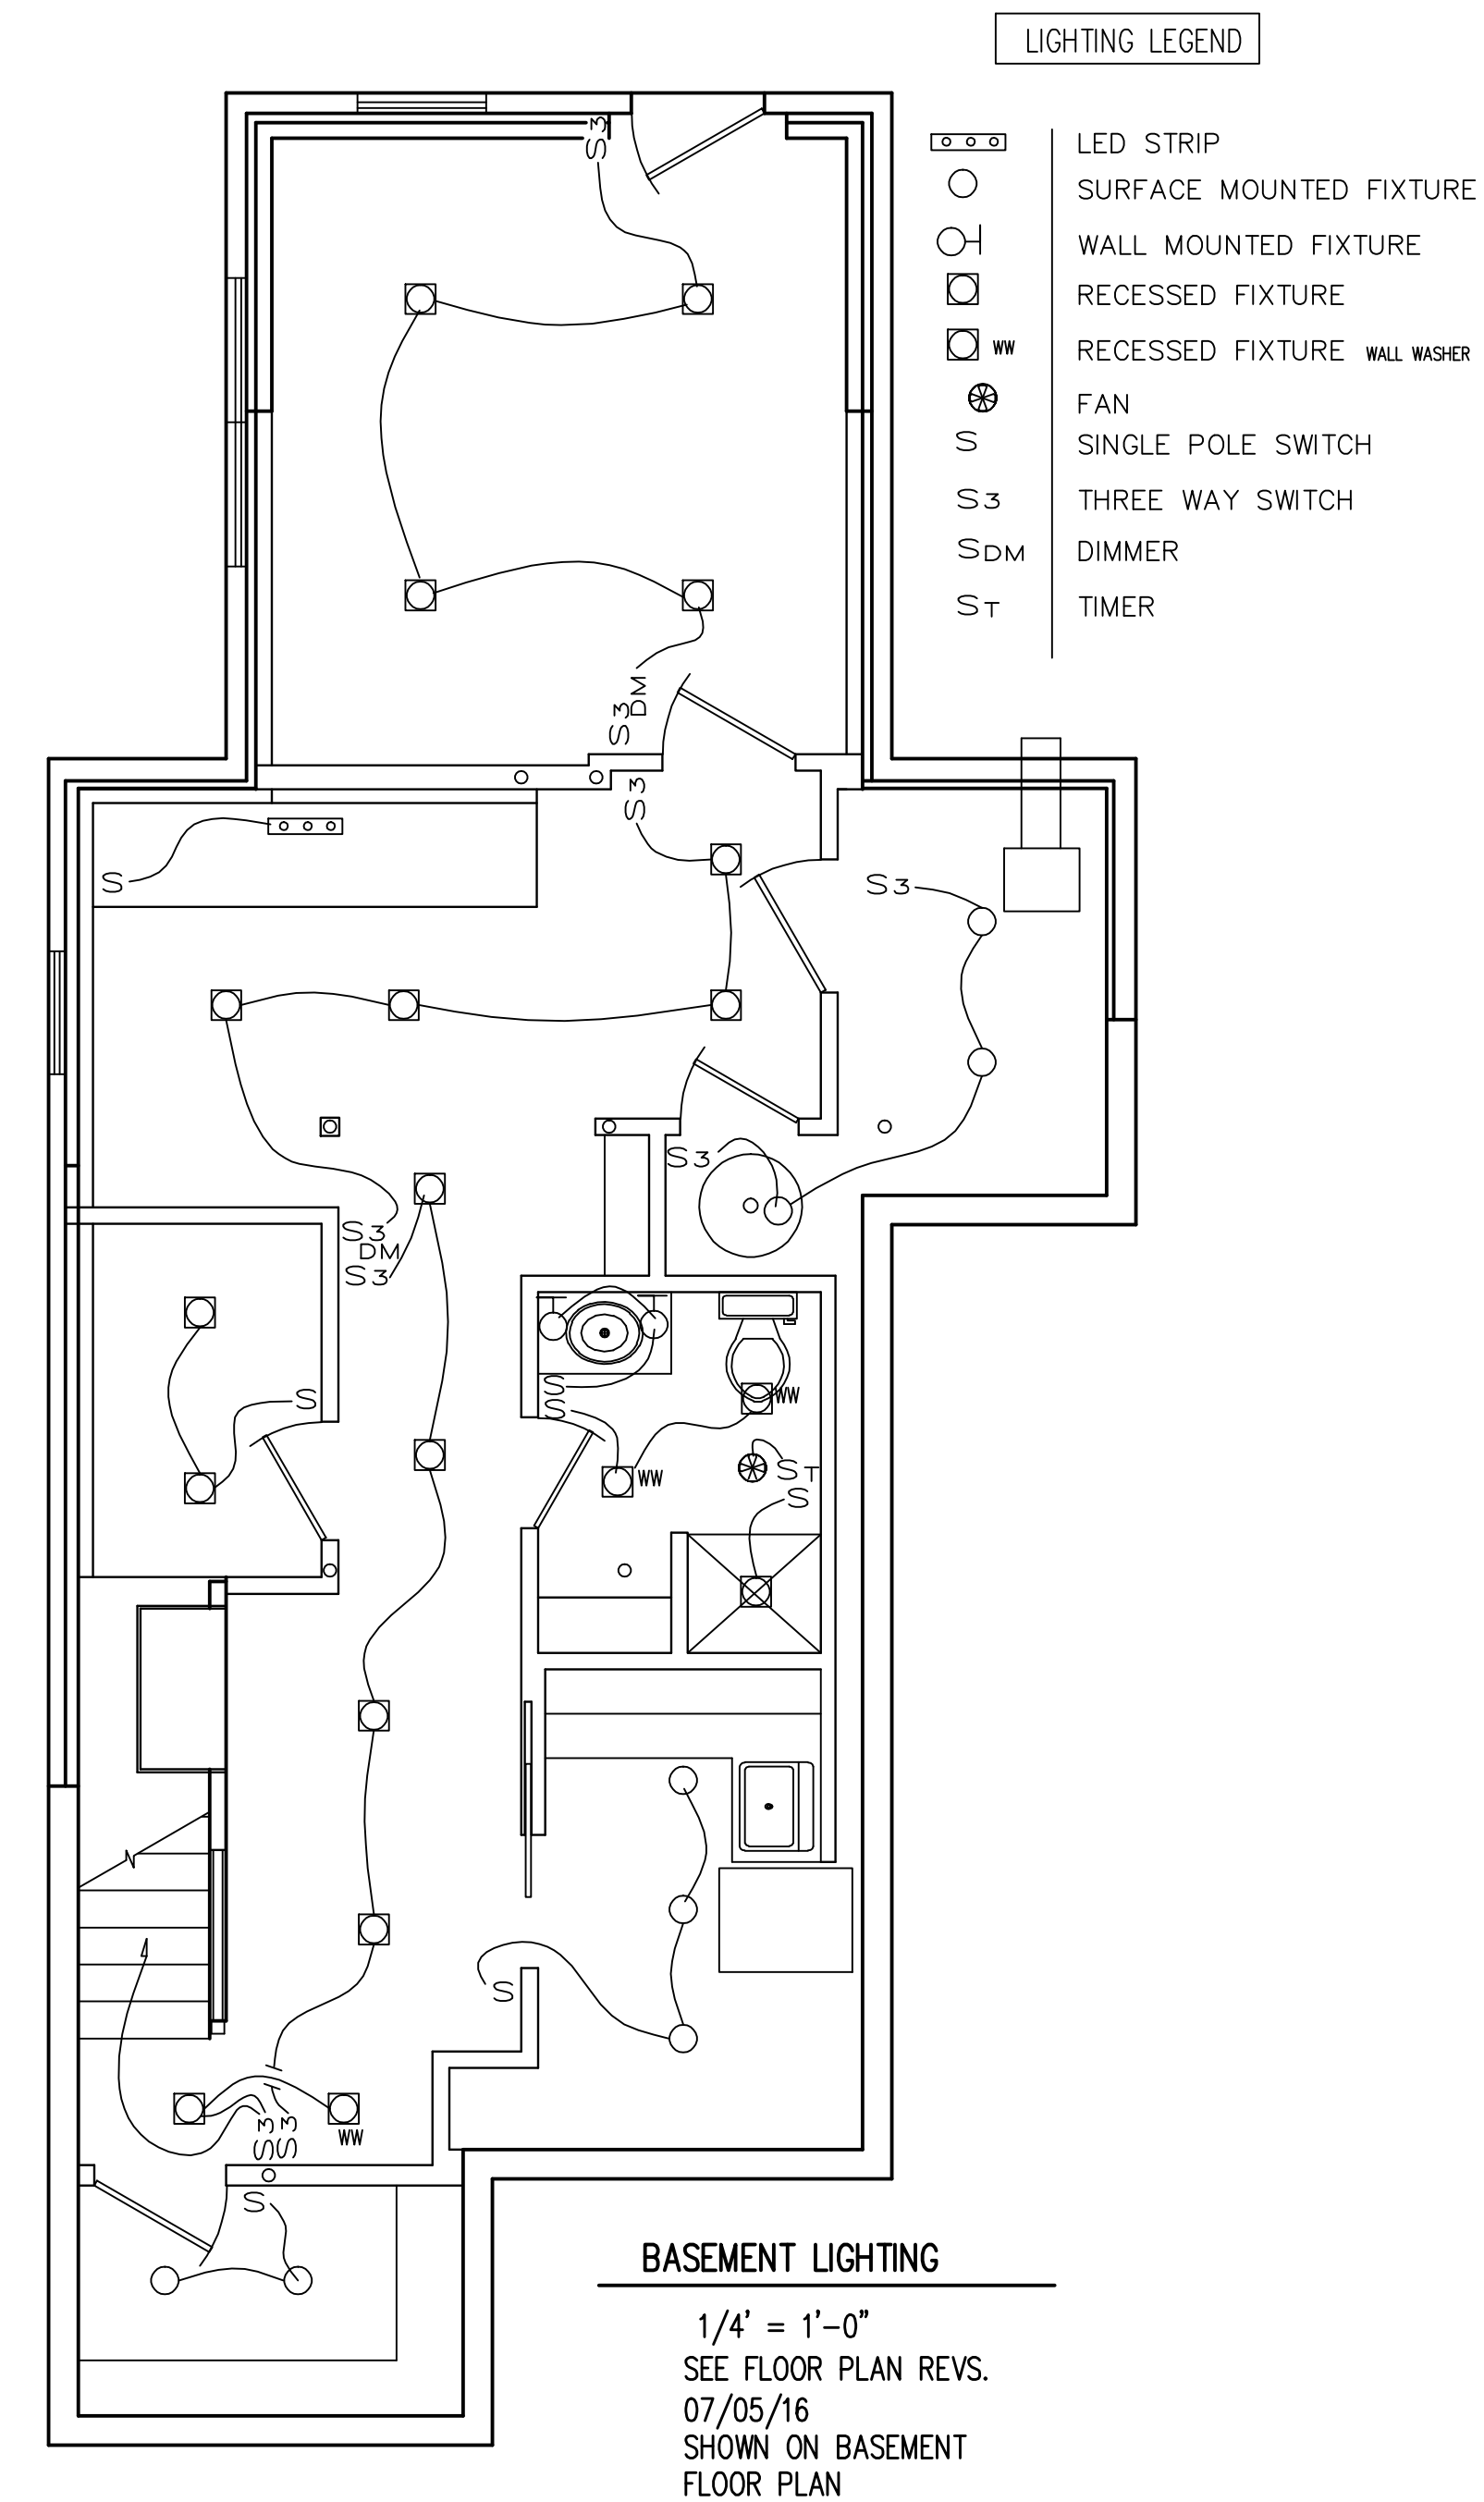 LIGHTING LEGEND
LED STRIP
SURFACE MOUNTED FIXTURE
WALL MOUNTED FIXTURE
RECESSED FIXTURE
WW RECESSED FIXTURE WALL WASHER
FAN
S SINGLE POLE SWITCH
S3 THREE WAY SWITCH
SDM DIMMER
ST TIMER
S3
S3
DM
S3
S
S3
S3
S3
DM
S3
S
S
S
WW
WW
ST
S
S
S3
S3
WW
S
BASEMENT LIGHTING
1/4' = 1'-0"
SEE FLOOR PLAN REVS.
07/05/16
SHOWN ON BASEMENT
FLOOR PLAN